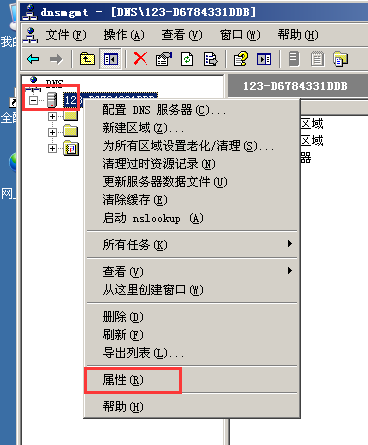 dnsmgmt - [DNS\123-D6784331DDB]
文件(F) 操作(A) 查看(V) 窗口(W) 帮助(H)
DNS
123-D6784331DDB
12
配置 DNS 服务器(C)...
新建区域(Z)...
区域
为所有区域设置老化/清理(S)...
区域
清理过时资源记录(N)
器
更新服务器数据文件(U)
清除缓存(E)
启动 nslookup (A)
所有任务(K)
查看(V)
从这里创建窗口(W)
删除(D)
刷新(F)
导出列表(L)...
属性(R)
帮助(H)
我的
全
网_